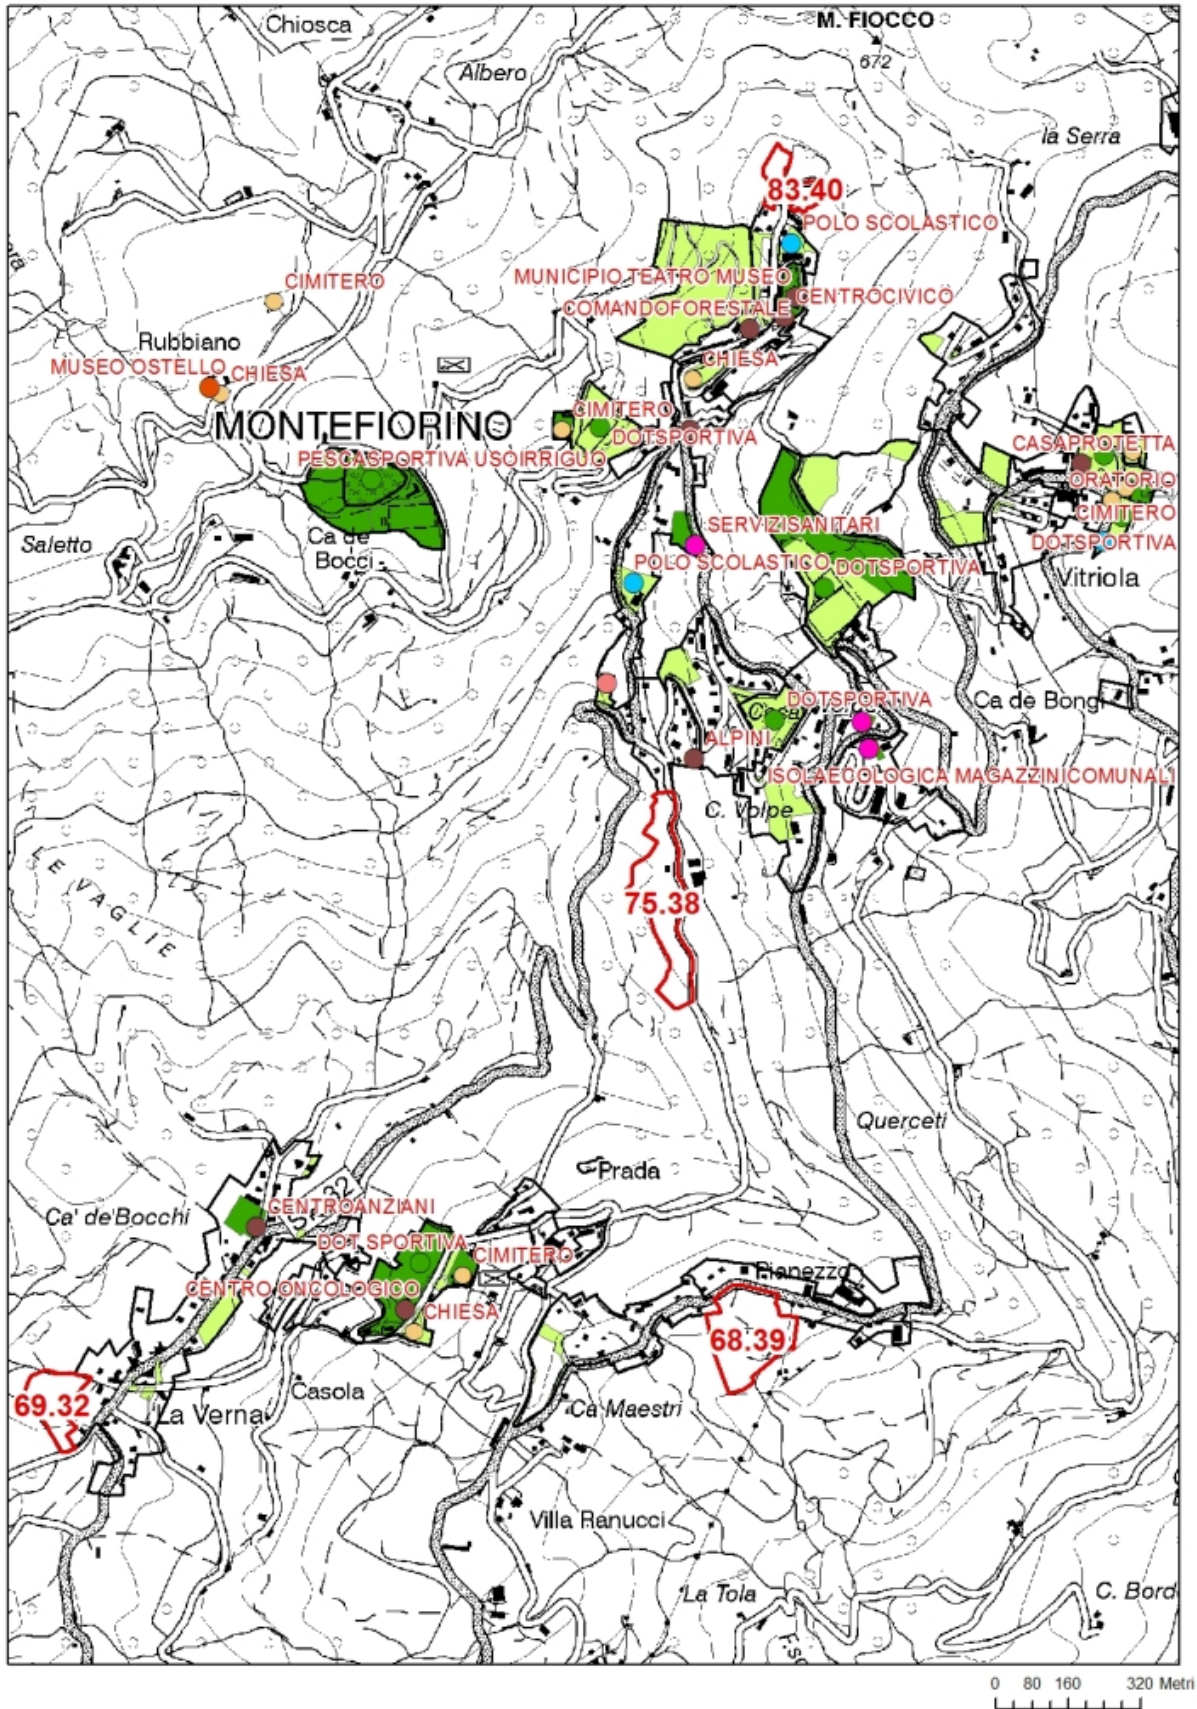 Chiosca
M. FIOCCO
672
Albero
la Serra
83.40
POLO SCOLASTICO
CIMITERO
MUNICIPIO TEATRO MUSEO
CENTROCIVICO
COMANDOFORESTALE
Rubbiano
CHIESA
MUSEO OSTELLO
CHIESA
MONTEFIORINO
CIMITERO
DOTSPORTIVA
CASAPROTETTA
PESCASPORTIVA USOIRRIGUO
ORATORIO
CIMITERO
SERVIZISANITARI
Saletto
Ca de
Bocci
DOTSPORTIVA
POLO SCOLASTICO
DOTSPORTIVA
Vitriola
DOTSPORTIVA
Ca de Bongi
ALPINI
ISOLAECOLOGICA MAGAZZINICOMUNALI
C. Volpe
LE VAGLIE
75.38
Querceti
Prada
Ca' de'Bocchi
CENTROANZIANI
DOT SPORTIVA
CIMITERO
Pianezzo
CENTRO ONCOLOGICO
CHIESA
68.39
69.32
Casola
La Verna
Ca Maestri
Villa Ranucci
La Tola
C. Bord
0 80 160 320 Metri